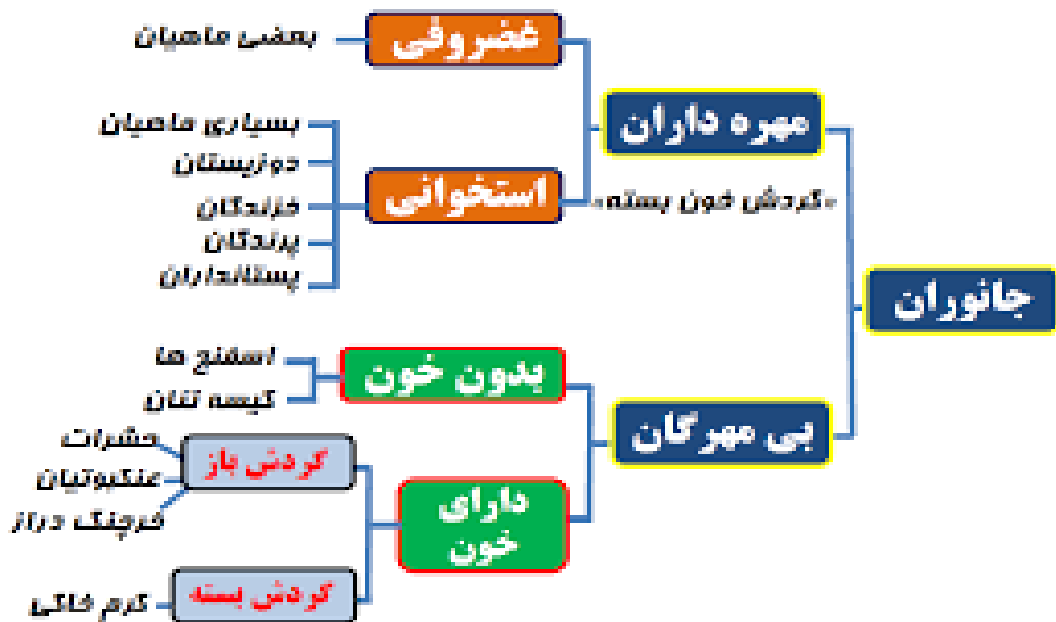 جانوران
مهره داران
«گردش خون بسته»
غضروفی
بعضی ماهیان
استخوانی
بسیاری ماهیان
دوزیستان
خزندگان
پرندگان
پستانداران
بی مهرگان
بدون خون
اسفنج ها
کیسه تنان
دارای
خون
گردش باز
حشرات
عنکبوتیان
خرچنگ دراز
گردش بسته
کرم خاکی